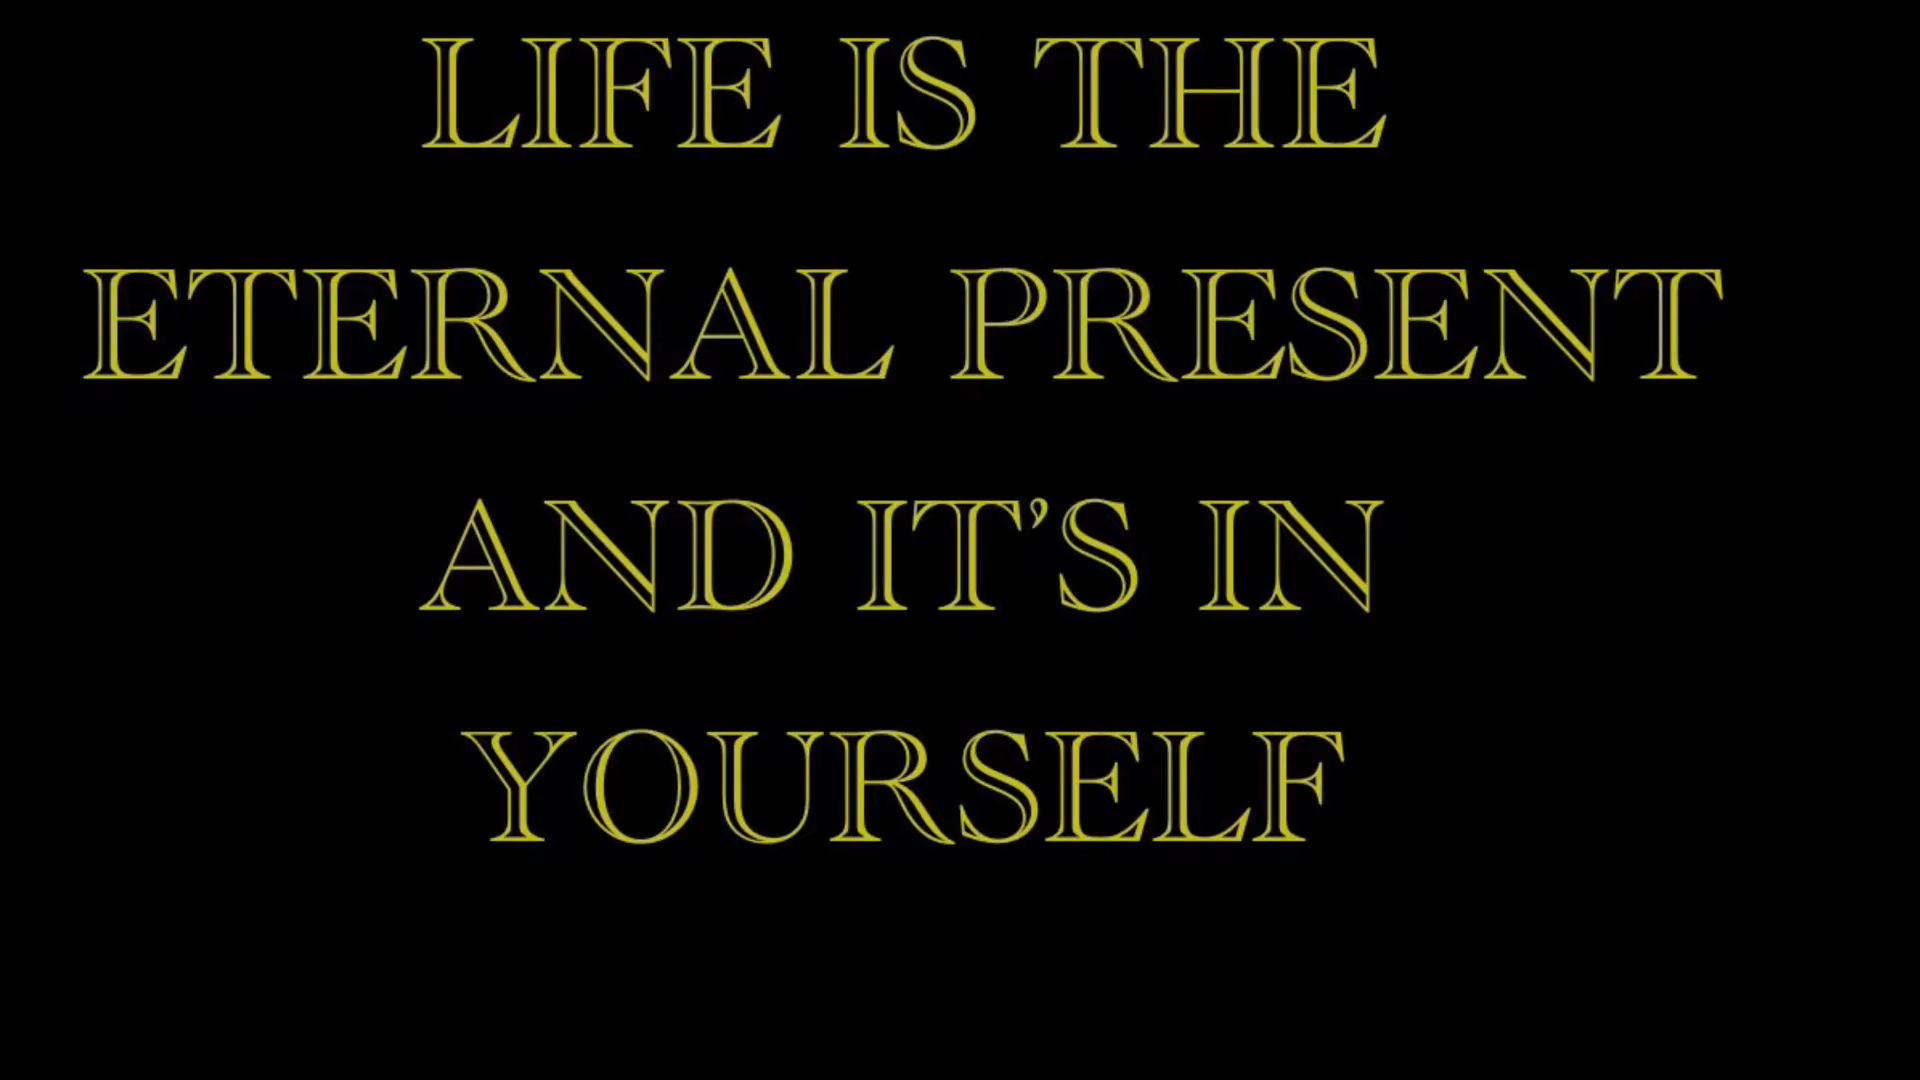 LIFE IS THE
ETERNAL PRESENT
AND IT’S IN
YOURSELF